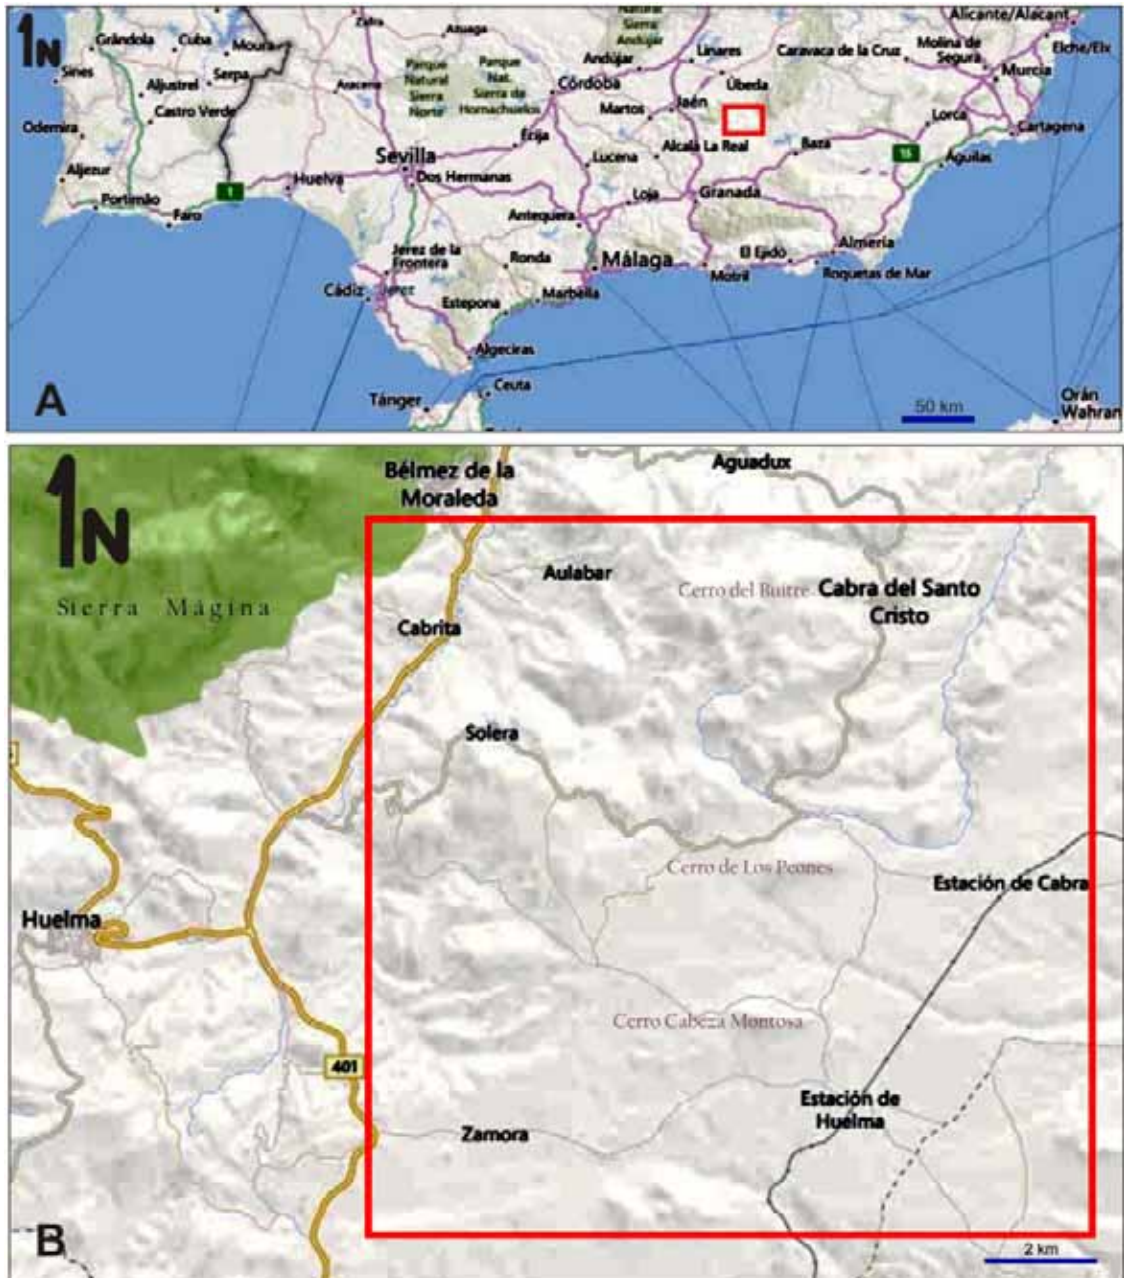 1N
Grândola
Cuba
Moura
Zafra
Azuaga
Natural
Sierra
Andújar
Alicante/Alacant
Sines
Aljustrel
Serpa
Aracena
Parque
Natural
Sierra
Norte
Parque
Nat.
Sierra de
Hornachuelos
Andújar
Linares
Caravaca de la Cruz
Molina de
Segura
Elche/Elx
Castro Verde
Córdoba
Úbeda
Murcia
Odemira
Martos
Jaén
Lorca
Cartagena
Écija
Alcalá La Real
Baza
15
Águilas
Aljezur
Sevilla
Lucena
Portimão
1
Huelva
Dos Hermanas
Loja
Granada
Faro
Antequera
Jerez de la
Frontera
Ronda
Málaga
El Ejido
Almería
Motril
Roquetas de Mar
Cádiz
Jerez
Estepona
Marbella
Algeciras
A
Tánger
Ceuta
50 km
Orán
Wahran
1N
Bélmez de la
Moraleda
Aguadux
Aulabar
Cerro del Buitre
Cabra del Santo
Cristo
Sierra Mágina
Cabrita
Solera
Cerro de Los Peones
Estación de Cabra
Huelma
Cerro Cabeza Montosa
401
Estación de
Huelma
Zamora
B
2 km